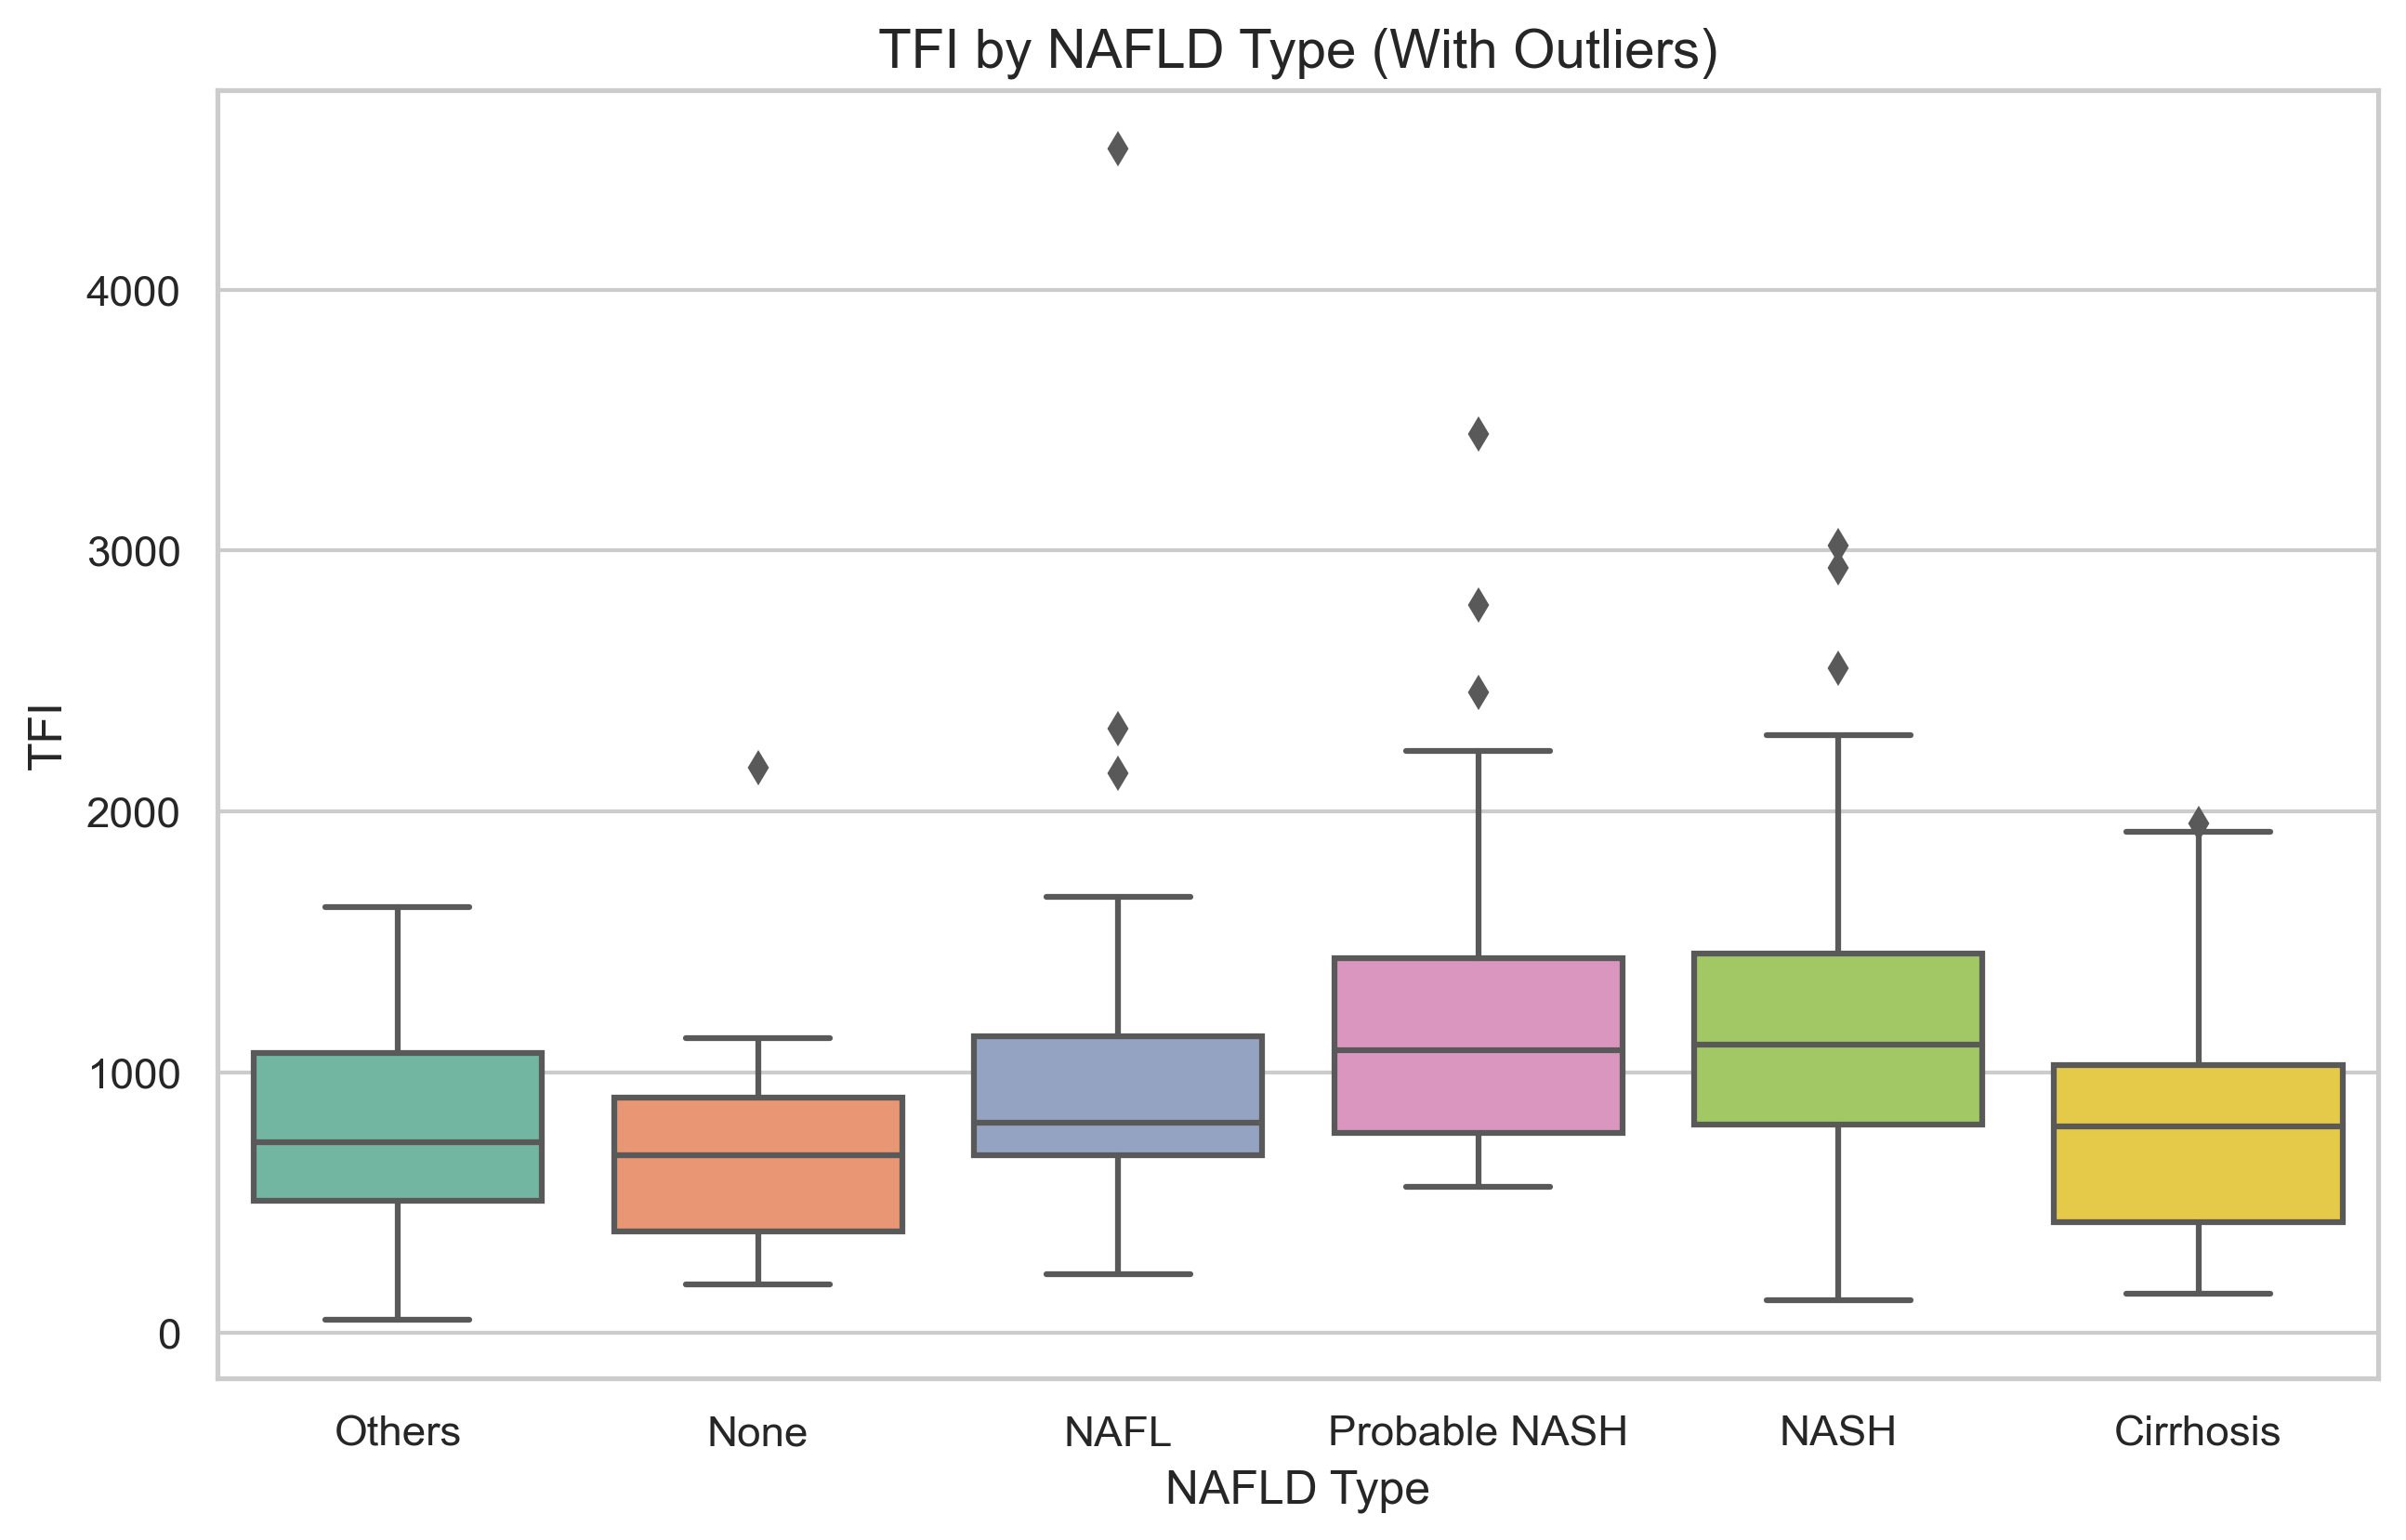 TFI by NAFLD Type (With Outliers)
4000
3000
2000
1000
0
TFI
Others
None
NAFL
Probable NASH
NASH
Cirrhosis
NAFLD Type